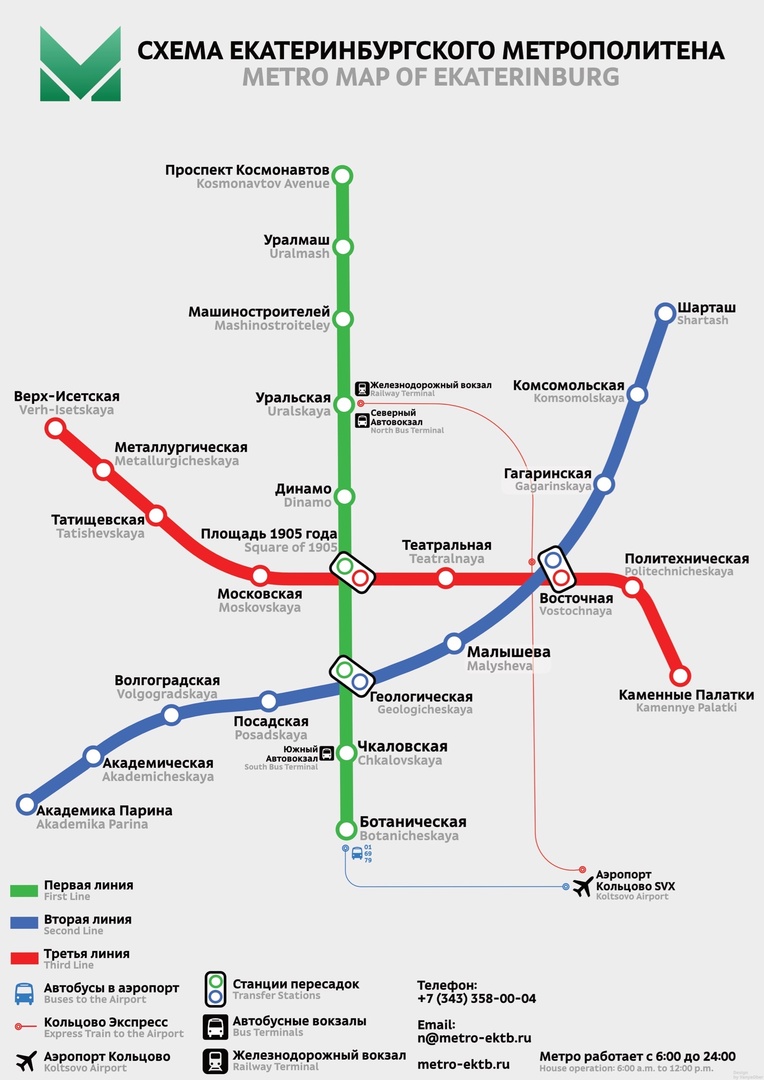 СХЕМА ЕКАТЕРИНБУРГСКОГО МЕТРОПОЛИТЕНА
METRO MAP OF EKATERINBURG
Проспект Космонавтов
Kosmonavtov Avenue
Уралмаш
Uralmash
Машиностроителей
Mashinostroiteley
Шарташ
Shartash
Железнодорожный вокзал
Railway Terminal
Уральская
Uralskaya
Северный
Автовокзал
North Bus Terminal
Комсомольская
Komsomolskaya
Верх-Исетская
Verh-Isetskaya
Металлургическая
Metallurgicheskaya
Гагаринская
Gagarinskaya
Динамо
Dinamo
Татищевская
Tatishevskaya
Площадь 1905 года
Square of 1905
Театральная
Teatralnaya
Политехническая
Politechnicheskaya
Московская
Moskovskaya
Восточная
Vostochnaya
Малышева
Malysheva
Каменные Палатки
Kamennye Palatki
Волгоградская
Volgogradskaya
Геологическая
Geologicheskaya
Посадская
Posadskaya
Академическая
Akademicheskaya
Южный
Автовокзал
South Bus Terminal
Чкаловская
Chkalovskaya
Академика Парина
Akademika Parina
Ботаническая
Botanicheskaya
01
69
79
Аэропорт
Кольцово SVX
Koltsovo Airport
Первая линия
First Line
Вторая линия
Second Line
Третья линия
Third Line
Автобусы в аэропорт
Buses to the Airport
Кольцово Экспресс
Express Train to the Airport
Аэропорт Кольцово
Koltsovo Airport
Станции пересадок
Transfer Stations
Автобусные вокзалы
Bus Terminals
Железнодорожный вокзал
Railway Terminal
Телефон:
+7 (343) 358-00-04
Email:
n@metro-ektb.ru
metro-ektb.ru
Метро работает с 6:00 до 24:00
House operation: 6:00 a.m. to 12:00 p.m.